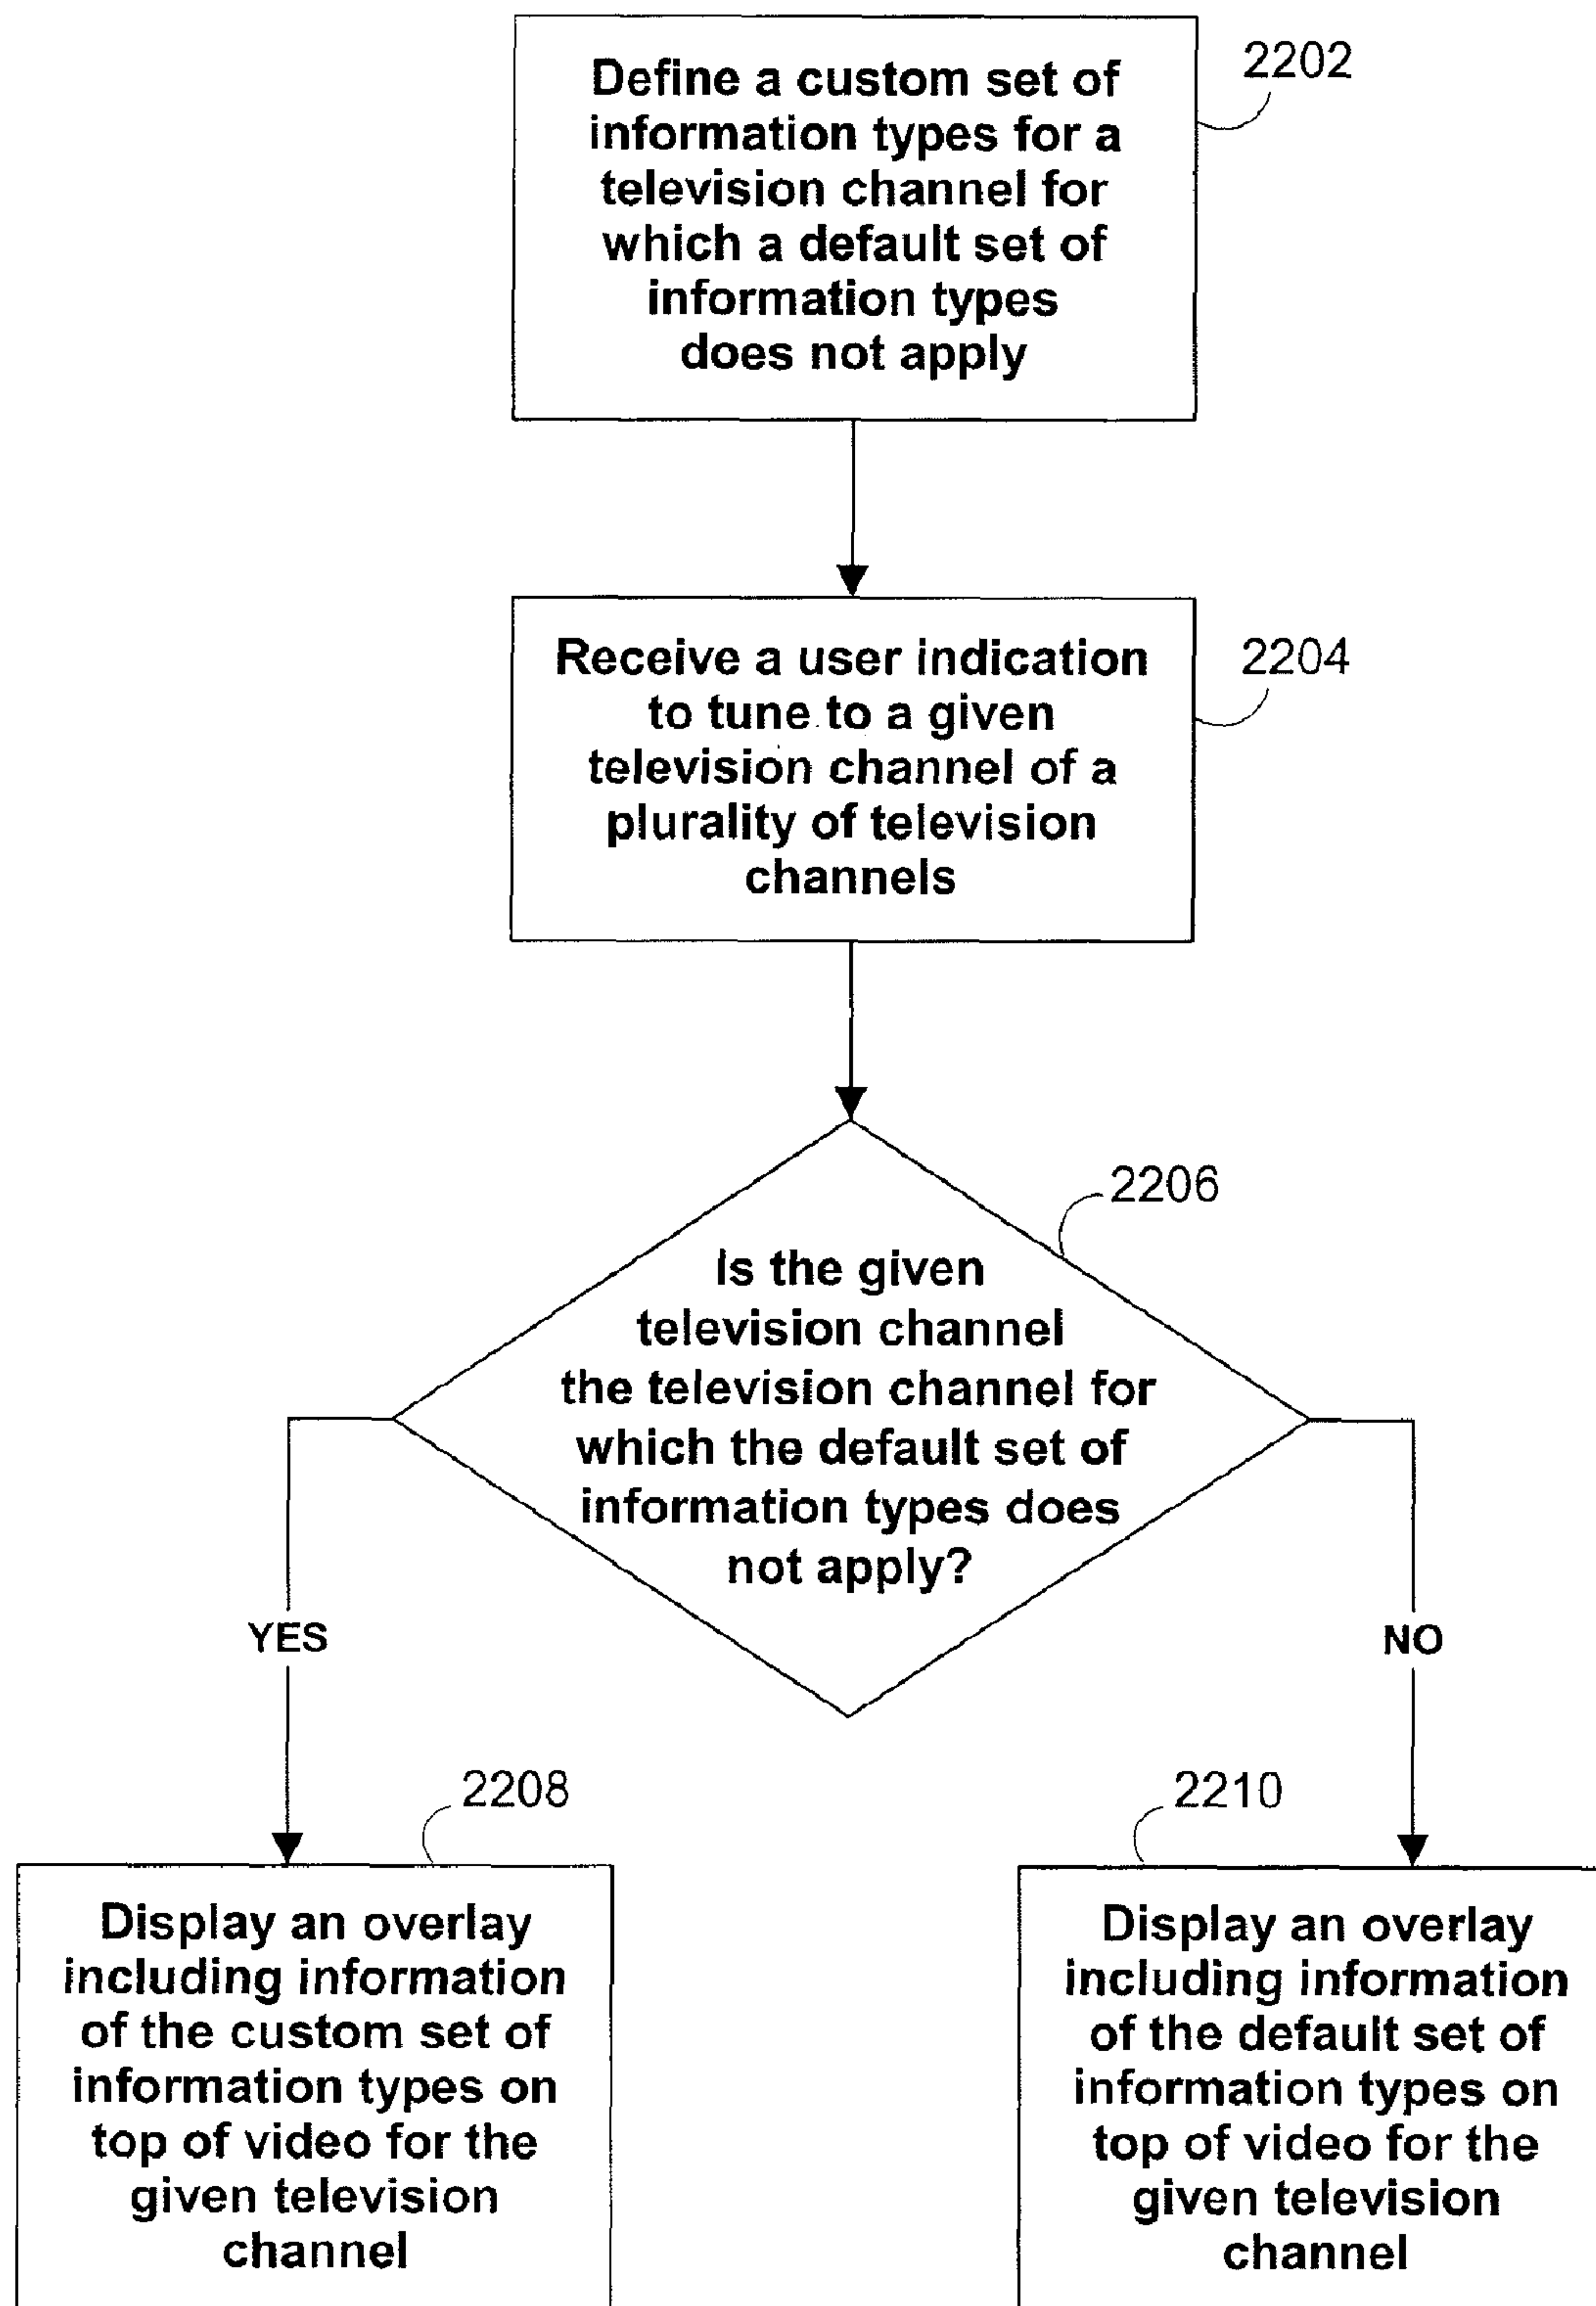 Define a custom set of
information types for a
television channel for
which a default set of
information types
does not apply
2202
Receive a user indication
to tune to a given
television channel of a
plurality of television
channels
2204
2206
Is the given
television channel
the television channel for
which the default set of
information types does
not apply?
YES
NO
2208
Display an overlay
including information
of the custom set of
information types on
top of video for the
given television
channel
2210
Display an overlay
including information
of the default set of
information types on
top of video for the
given television
channel